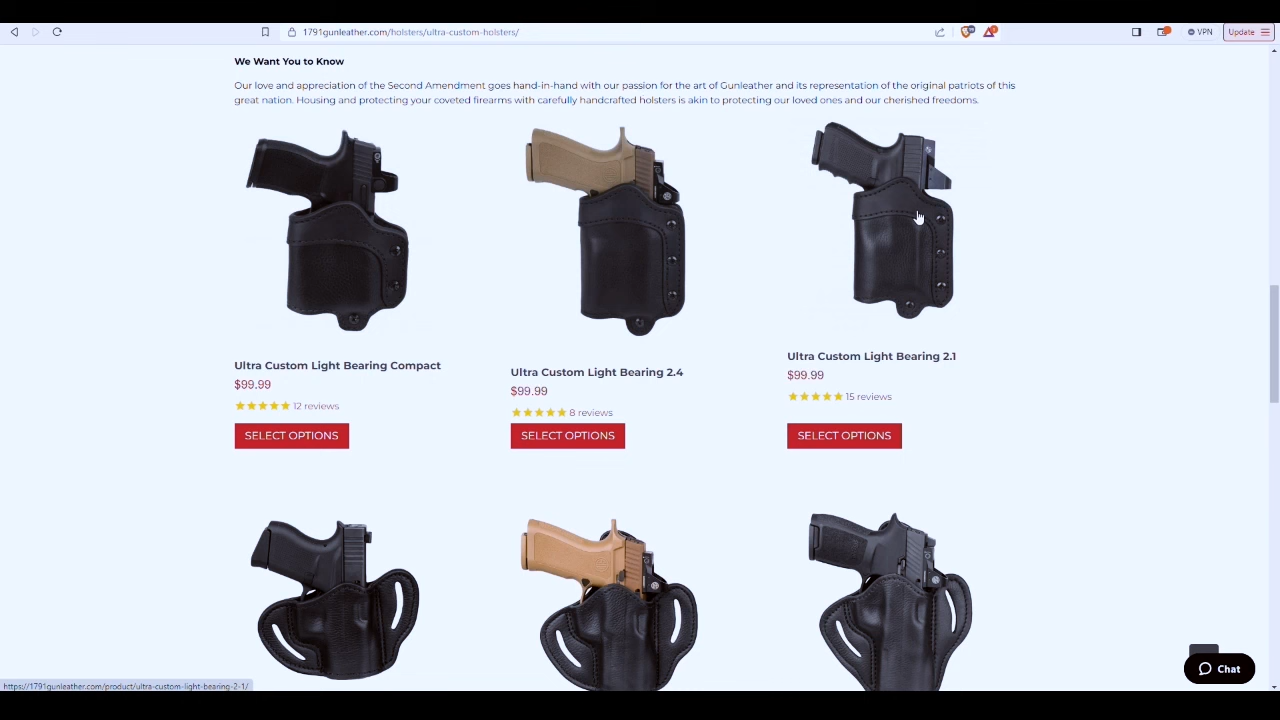 1791gunleather.com/holsters/ultra-custom-holsters/
VPN
Update
We Want You to Know
Our love and appreciation of the Second Amendment goes hand-in-hand with our passion for the art of Gunleather and its representation of the original patriots of this
great nation. Housing and protecting your coveted firearms with carefully handcrafted holsters is akin to protecting our loved ones and our cherished freedoms.
Ultra Custom Light Bearing Compact
$99.99
12 reviews
SELECT OPTIONS
Ultra Custom Light Bearing 2.4
$99.99
8 reviews
SELECT OPTIONS
Ultra Custom Light Bearing 2.1
$99.99
15 reviews
SELECT OPTIONS
Chat
https://1791gunleather.com/product/ultra-custom-light-bearing-2-1/